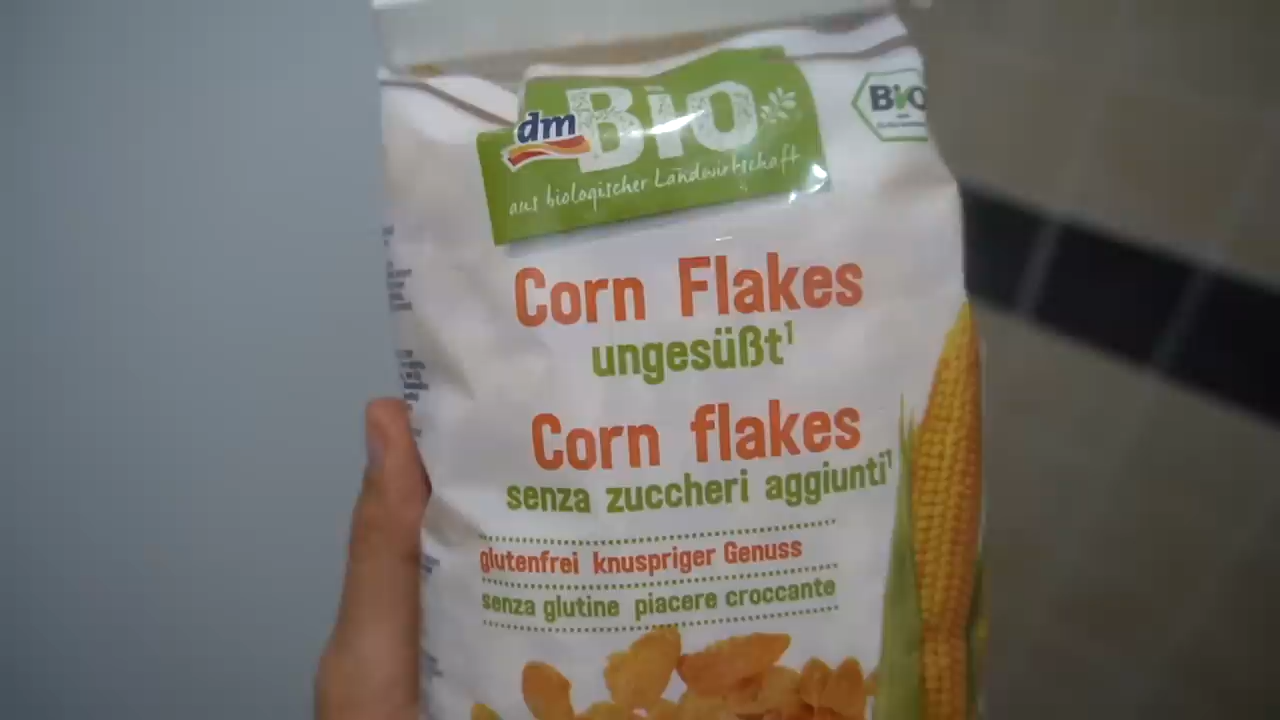 dm Bio
aus biologischer Landwirtschaft
Bio
Corn Flakes
ungesüßt¹
Corn flakes
senza zuccheri aggiunti¹
glutenfrei knuspriger Genuss
senza glutine piacere croccante